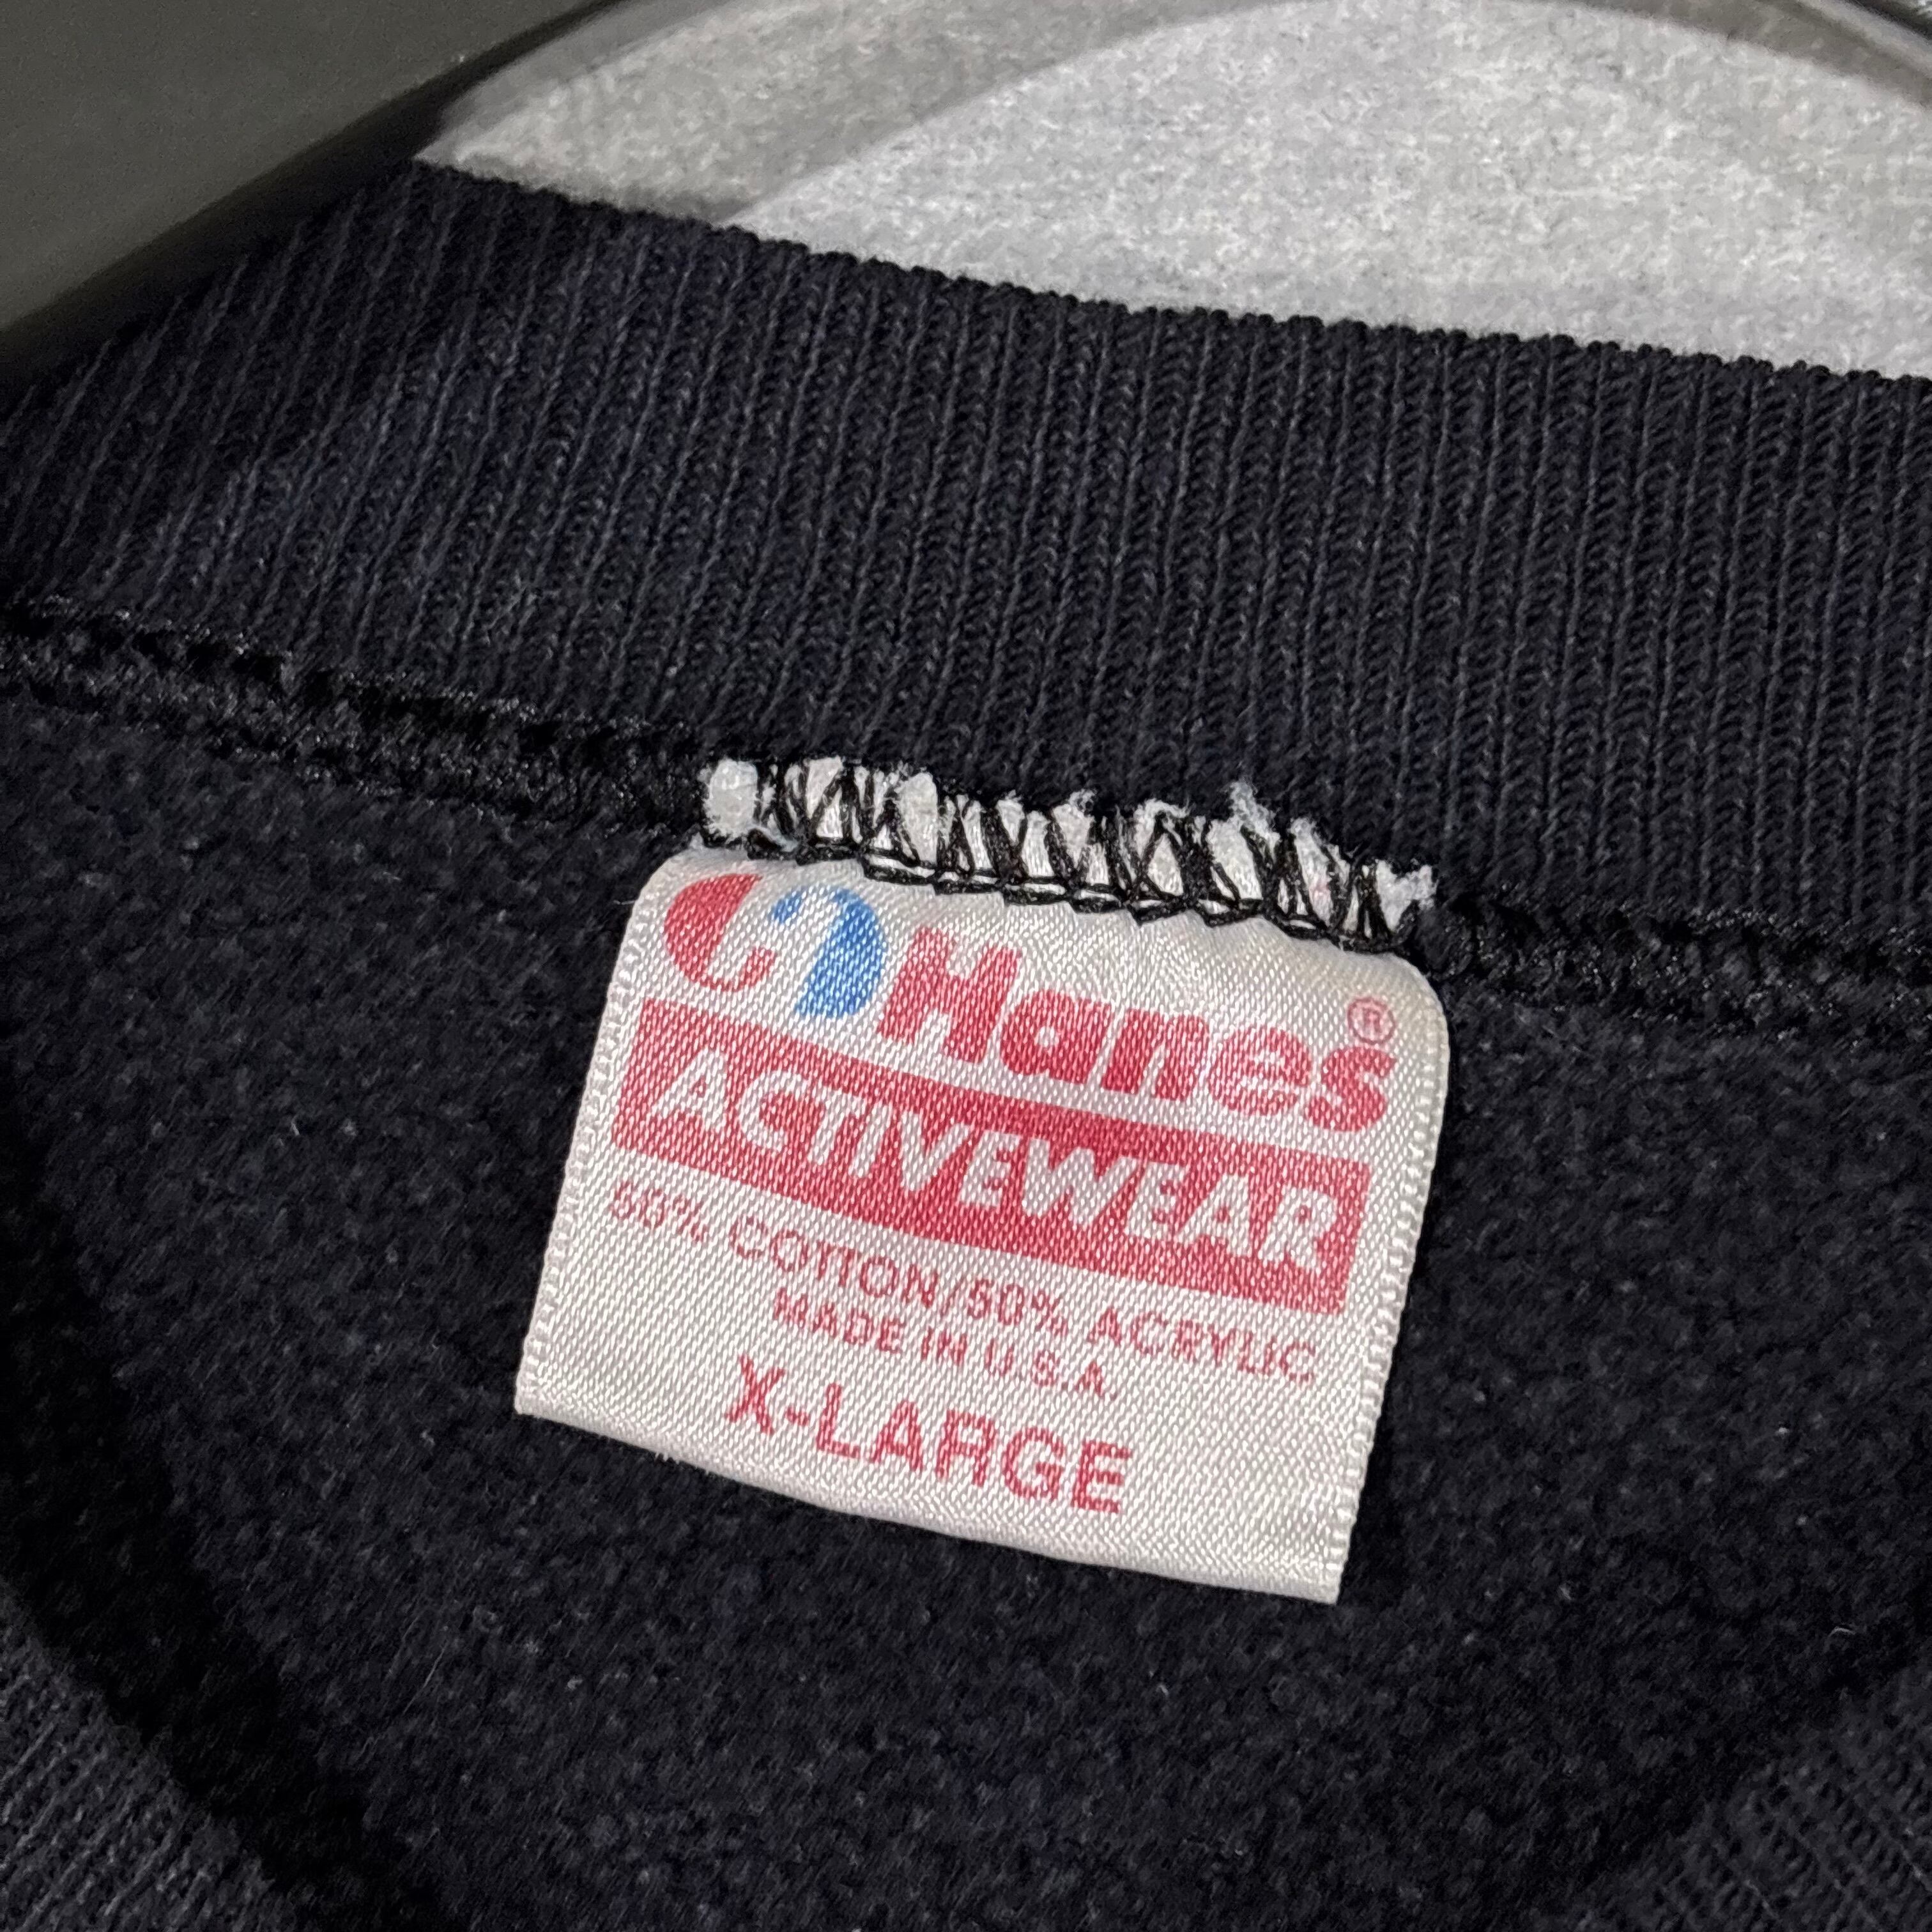 Hanes®
ACTIVEWEAR
50% COTTON/50% ACRYLIC
MADE IN U.S.A.
X-LARGE